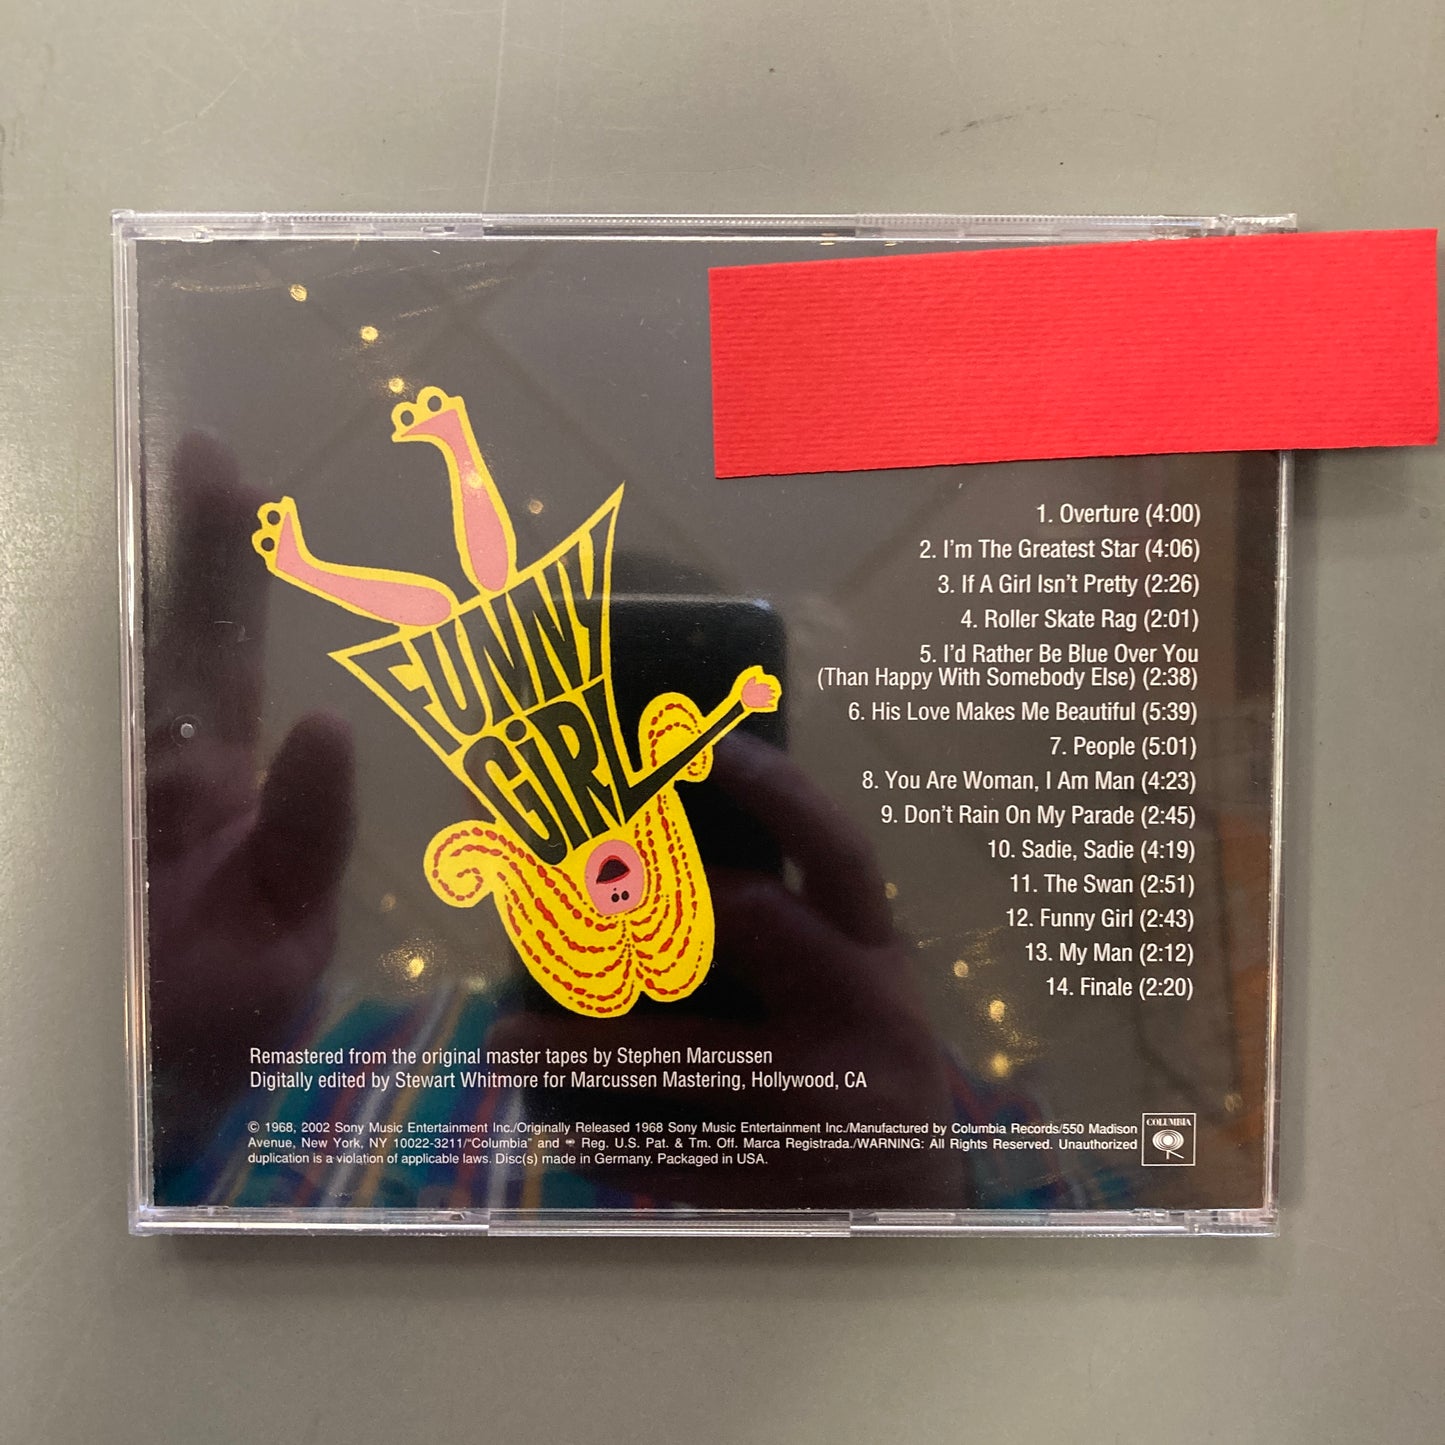 FUNNY
GiRL
1. Overture (4:00)
2. I'm The Greatest Star (4:06)
3. If A Girl Isn't Pretty (2:26)
4. Roller Skate Rag (2:01)
5. I'd Rather Be Blue Over You
(Than Happy With Somebody Else) (2:38)
6. His Love Makes Me Beautiful (5:39)
7. People (5:01)
8. You Are Woman, I Am Man (4:23)
9. Don't Rain On My Parade (2:45)
10. Sadie, Sadie (4:19)
11. The Swan (2:51)
12. Funny Girl (2:43)
13. My Man (2:12)
14. Finale (2:20)
Remastered from the original master tapes by Stephen Marcussen
Digitally edited by Stewart Whitmore for Marcussen Mastering, Hollywood, CA
© 1968, 2002 Sony Music Entertainment Inc./Originally Released 1968 Sony Music Entertainment Inc./Manufactured by Columbia Records/550 Madison
Avenue, New York, NY 10022-3211/"Columbia" and Reg. U.S. Pat. & Tm. Off. Marca Registrada./WARNING: All Rights Reserved. Unauthorized
duplication is a violation of applicable laws. Disc(s) made in Germany. Packaged in USA.
COLUMBIA